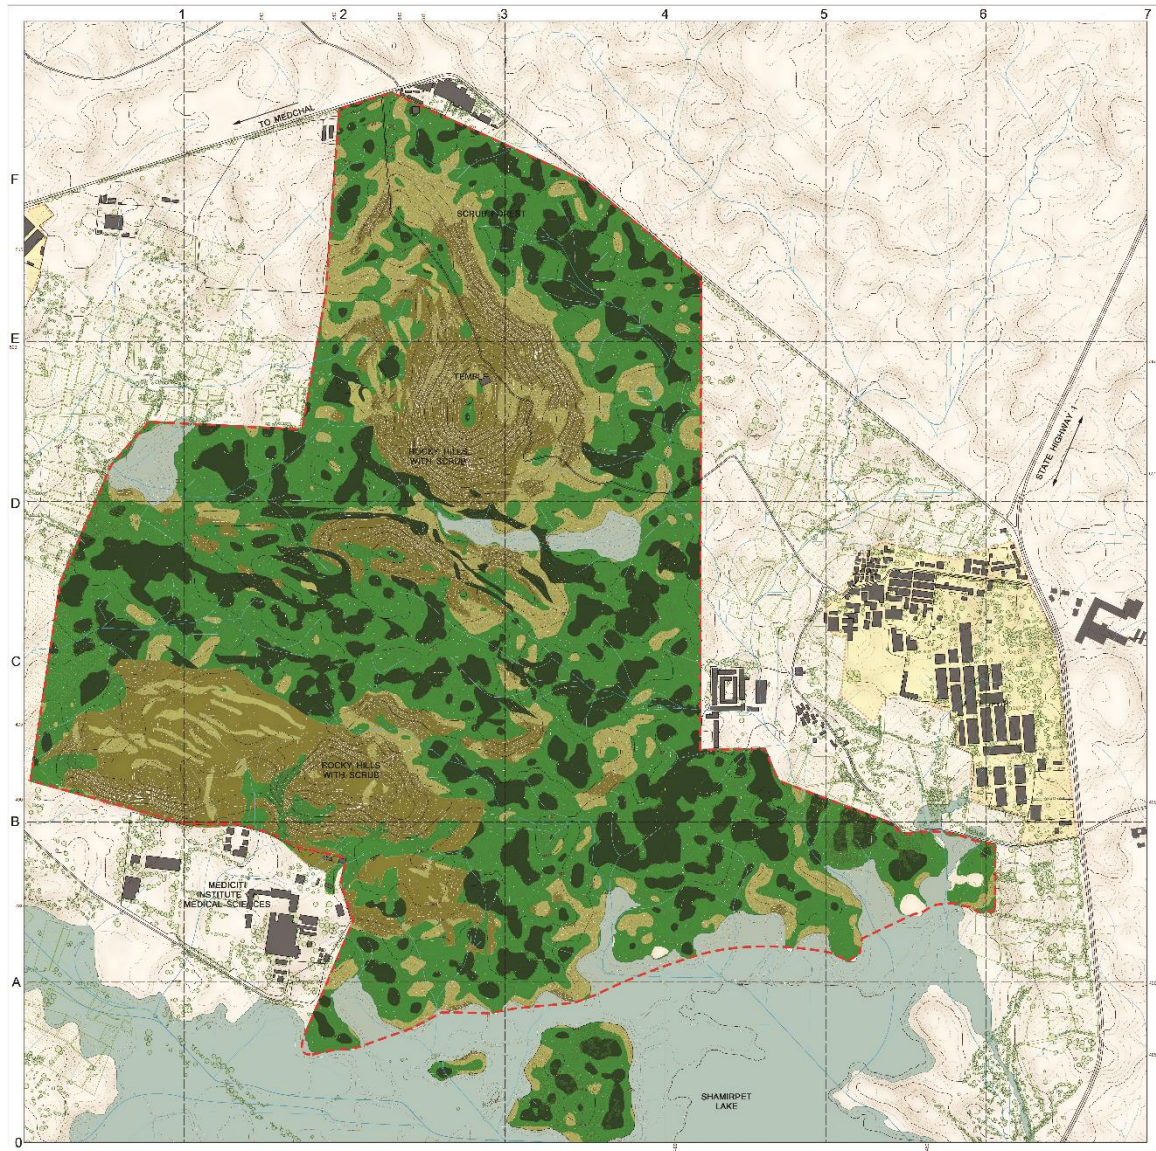 1 2 3 4 5 6 7
TO MEDCHAL
F
SCRUB FOREST
E
TEMPLE
STATE HIGHWAY 1
ROCKY HILLS
WITH SCRUB
D
C
ROCKY HILLS
WITH SCRUB
B
MEDICITI
INSTITUTE
MEDICAL SCIENCES
A
SHAMIRPET
LAKE
0